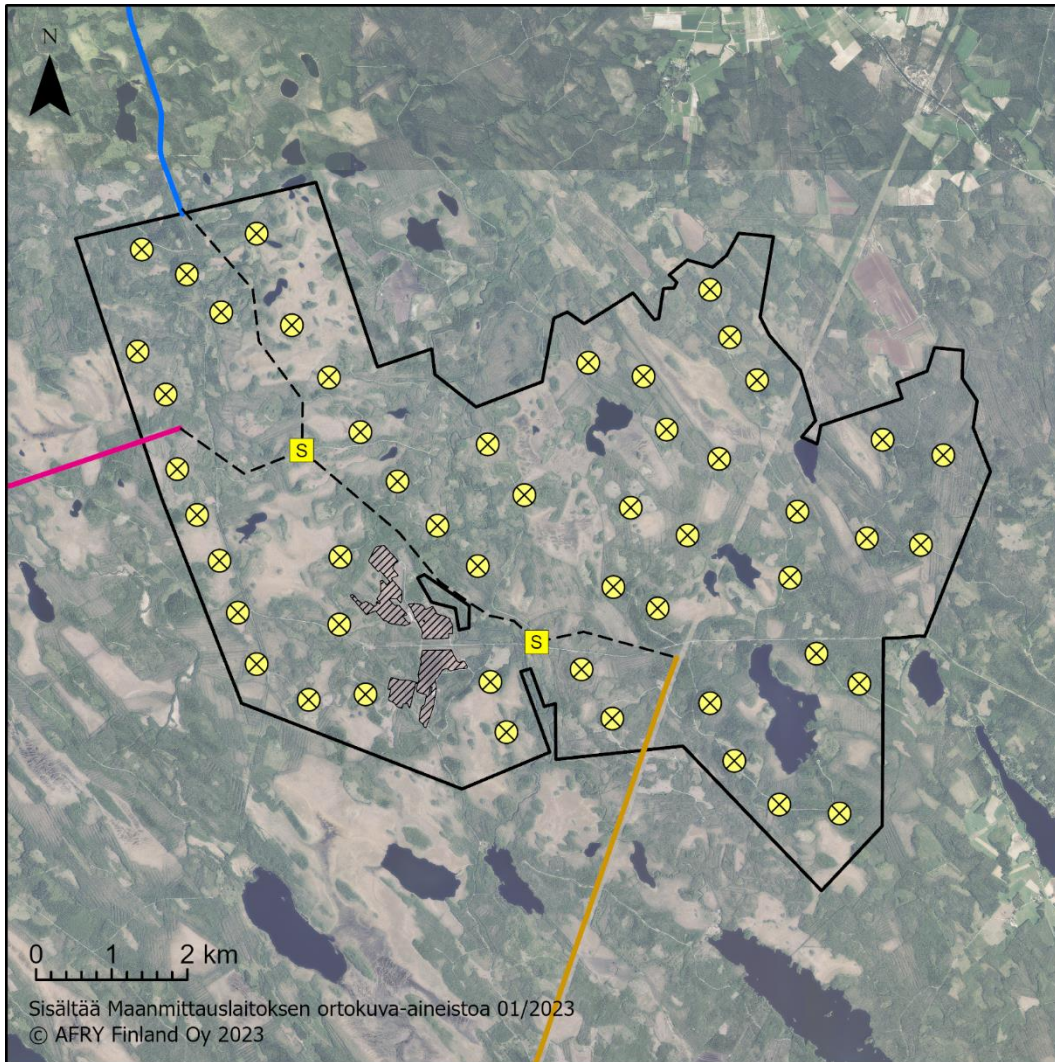 N
S
S
0 1 2 km
Sisältää Maanmittauslaitoksen ortokuva-aineistoa 01/2023
© AFRY Finland Oy 2023